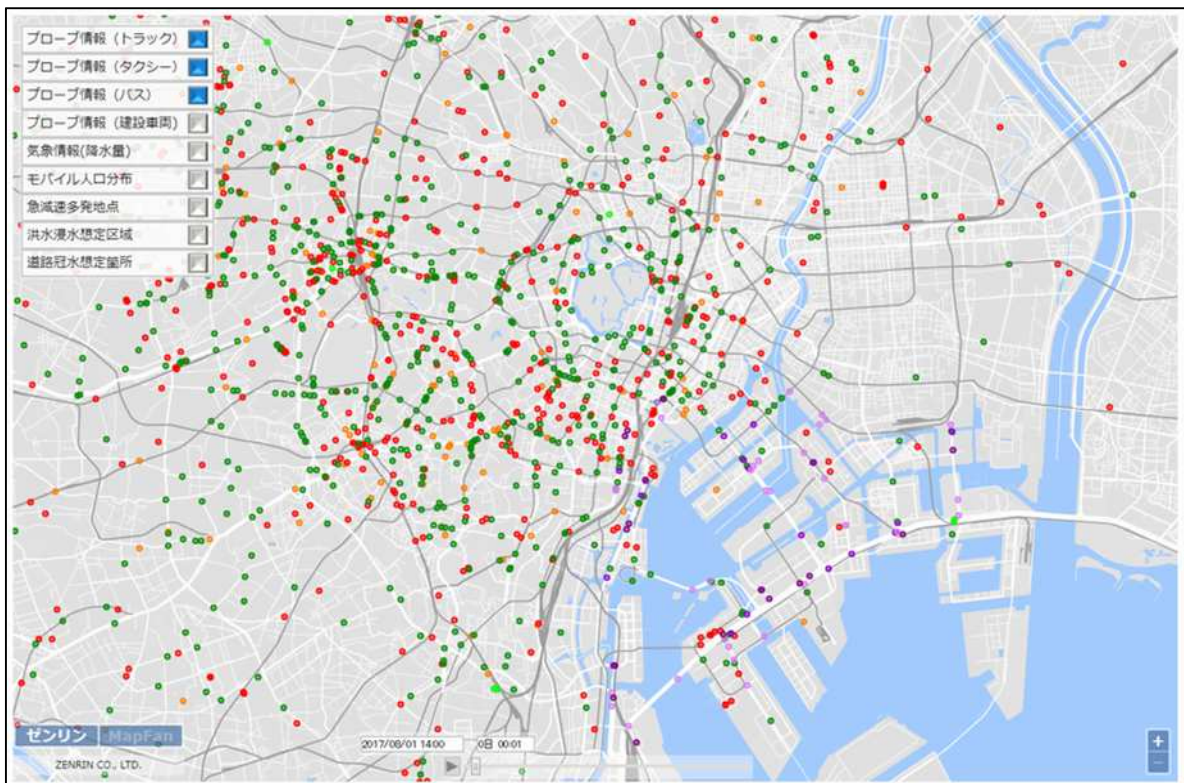 プローブ情報（トラック）
プローブ情報（タクシー）
プローブ情報（バス）
プローブ情報（建設車両）
気象情報(降水量)
モバイル人口分布
急減速多発地点
洪水浸水想定区域
道路冠水想定箇所
ゼンリン MapFan
ZENRIN CO., LTD.
2017/08/01 14:00 0日 00:01
+
−